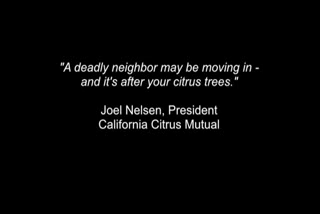 "A deadly neighbor may be moving in -
and it's after your citrus trees."
Joel Nelsen, President
California Citrus Mutual